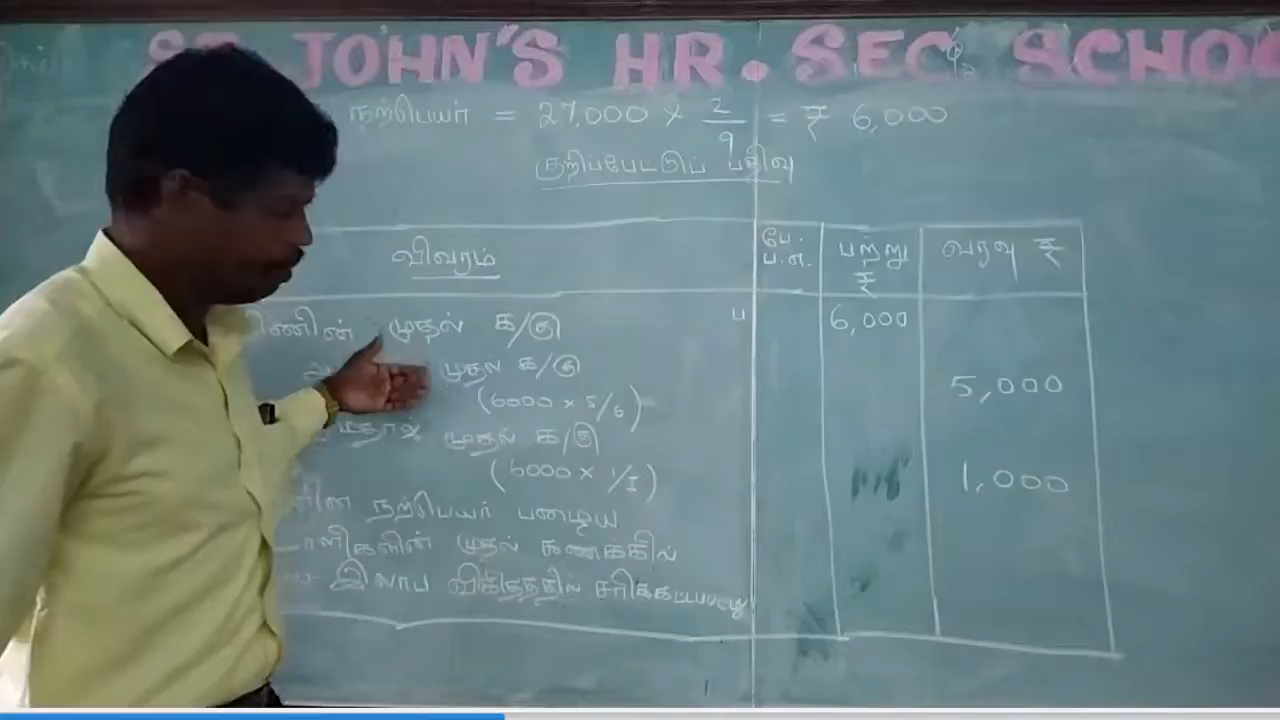 ST. JOHN'S HR. SEC. SCHOO
நற்பெயர் = 27,000 × 2/9 = ₹ 6,000
குறிப்பேட்டுப் பதிவு
விவரம் பே. ப.எ. பற்று ₹ வரவு ₹
முதல் க/கு ப 6,000
முதல் க/கு 5,000
(6000 × 5/6)
முதல் க/கு
(6000 × 1/ 1,000
நற்பெயர் பழைய
முதல் கணக்கில்
இலாப விகிதத்தில் சரிக்கட்டப்பட்டது